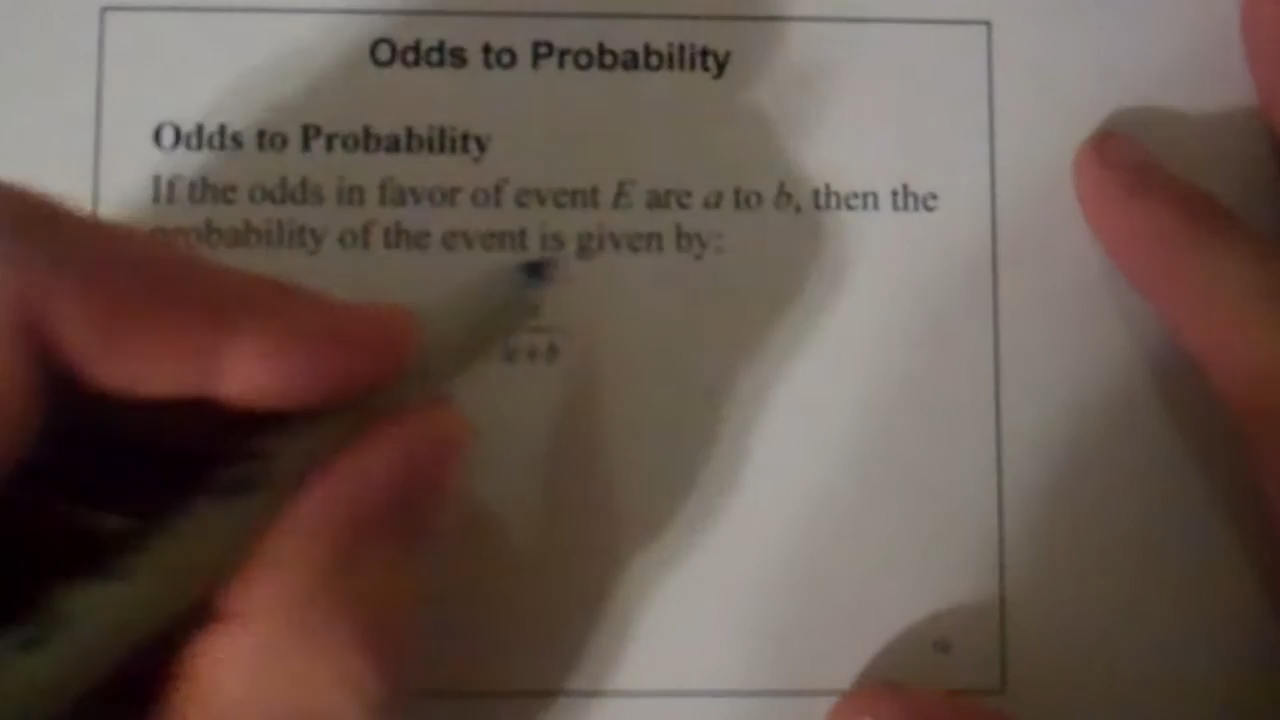 Odds to Probability
Odds to Probability
If the odds in favor of event E are a to b, then the
probability of the event is given by:
a+b